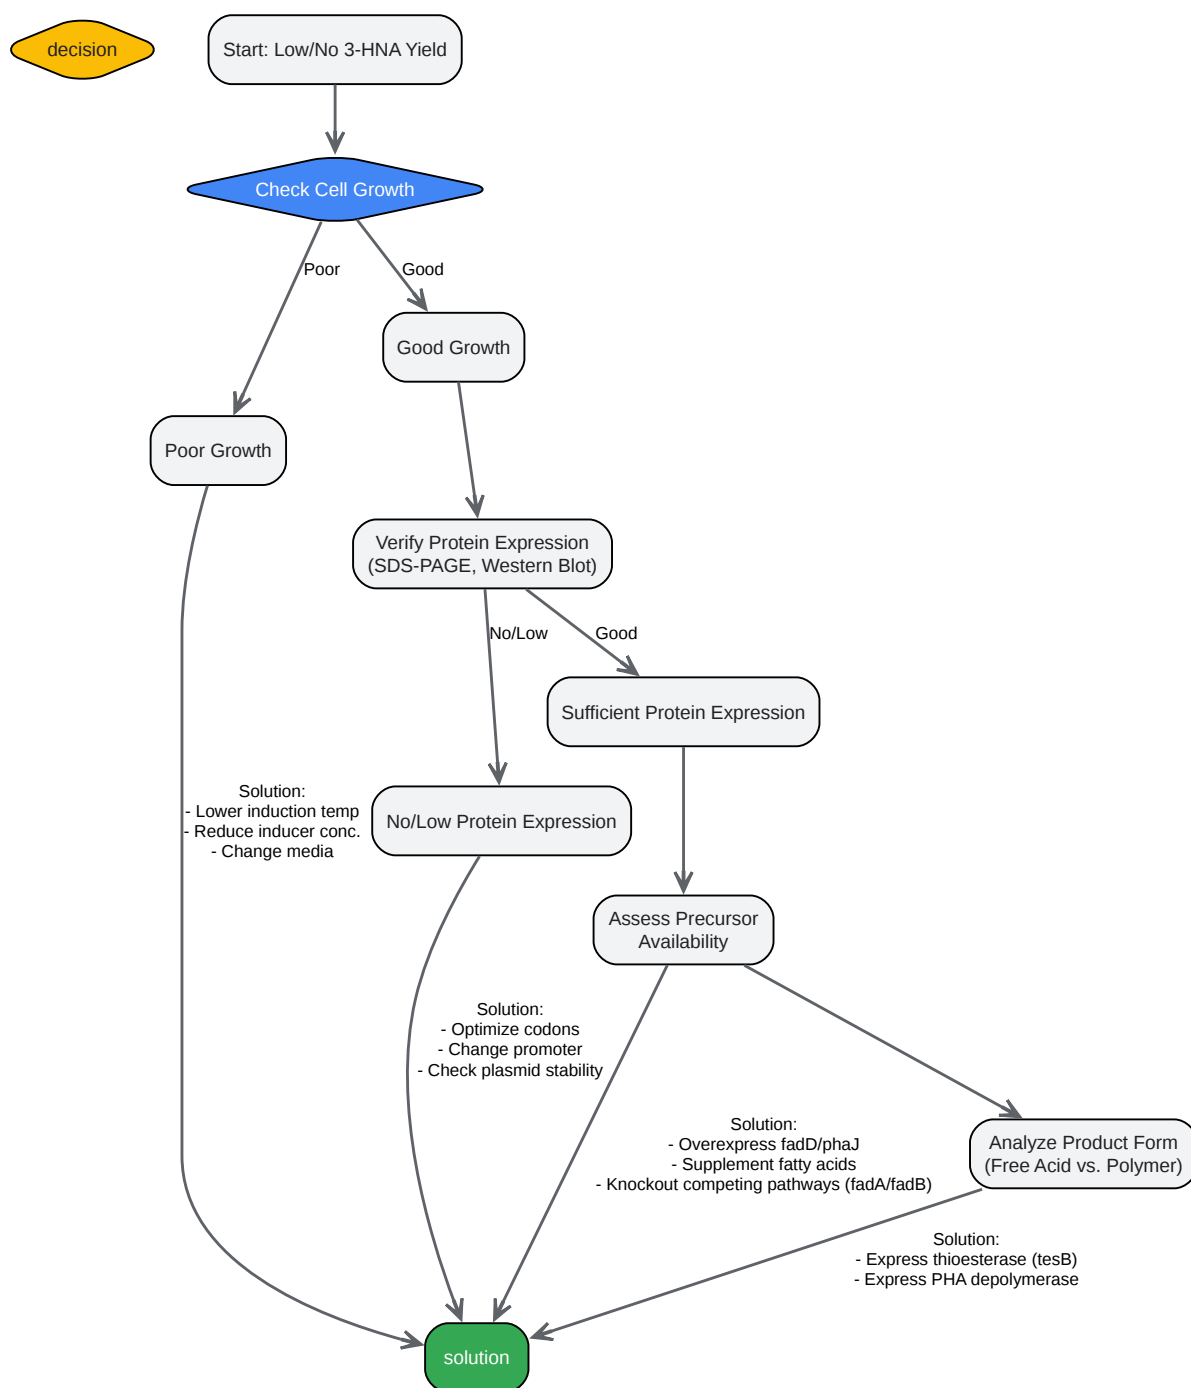 decision
Start: Low/No 3-HNA Yield
Check Cell Growth
Poor
Good
Good Growth
Poor Growth
Verify Protein Expression
(SDS-PAGE, Western Blot)
No/Low
Good
Sufficient Protein Expression
Solution:
- Lower induction temp
- Reduce inducer conc.
- Change media
No/Low Protein Expression
Assess Precursor
Availability
Solution:
- Optimize codons
- Change promoter
- Check plasmid stability
Solution:
- Overexpress fadD/phaJ
- Supplement fatty acids
- Knockout competing pathways (fadA/fadB)
Analyze Product Form
(Free Acid vs. Polymer)
Solution:
- Express thioesterase (tesB)
- Express PHA depolymerase
solution